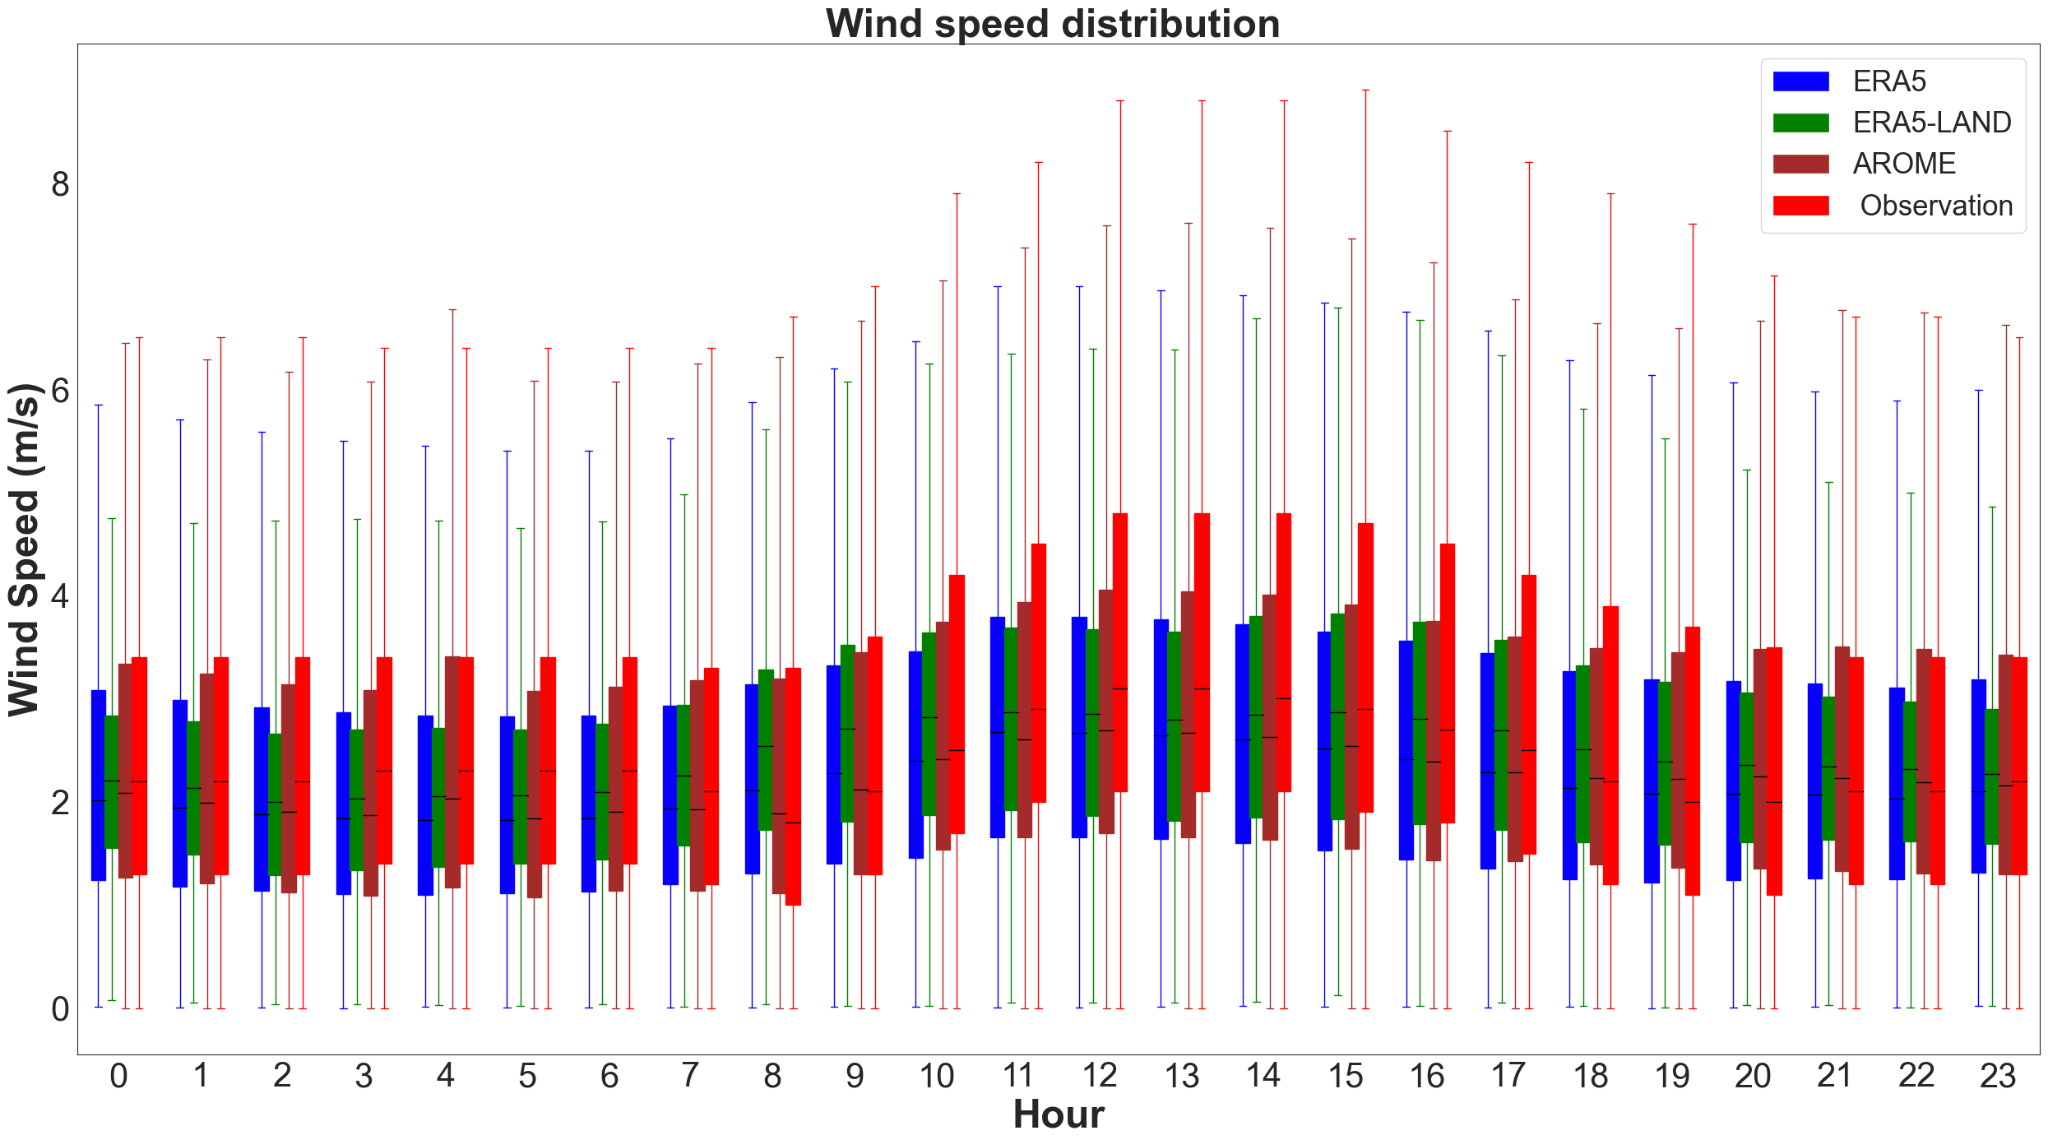 Wind speed distribution
ERA5
ERA5-LAND
AROME
Observation
Wind Speed (m/s)
8
6
4
2
0
0 1 2 3 4 5 6 7 8 9 10 11 12 13 14 15 16 17 18 19 20 21 22 23
Hour